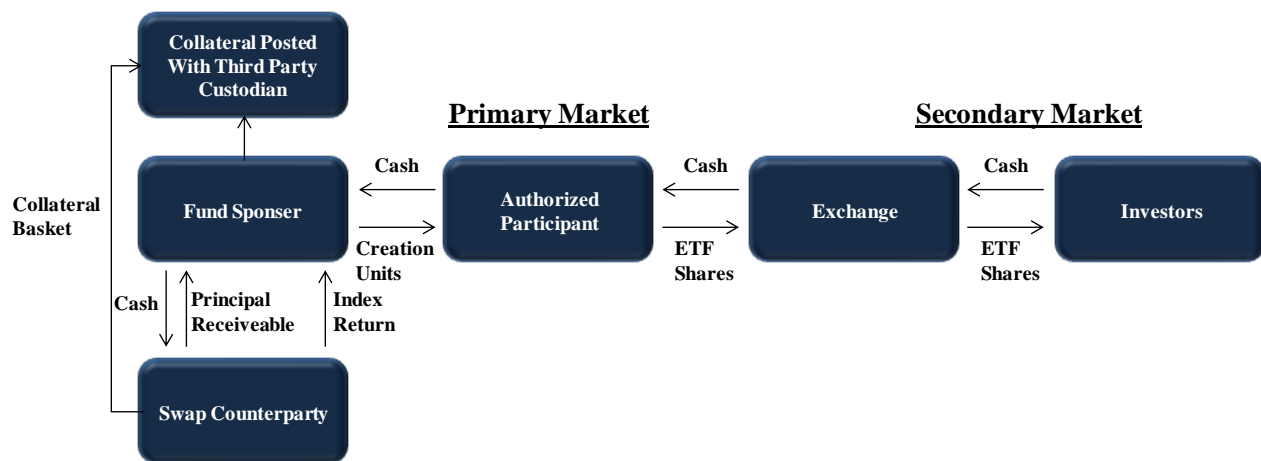 Collateral Posted
With Third Party
Custodian
Primary Market
Secondary Market
Cash
Cash
Cash
Collateral
Basket
Fund Sponser
Authorized
Participant
Exchange
Investors
Creation
Units
ETF
Shares
ETF
Shares
Cash
Principal
Receiveable
Index
Return
Swap Counterparty